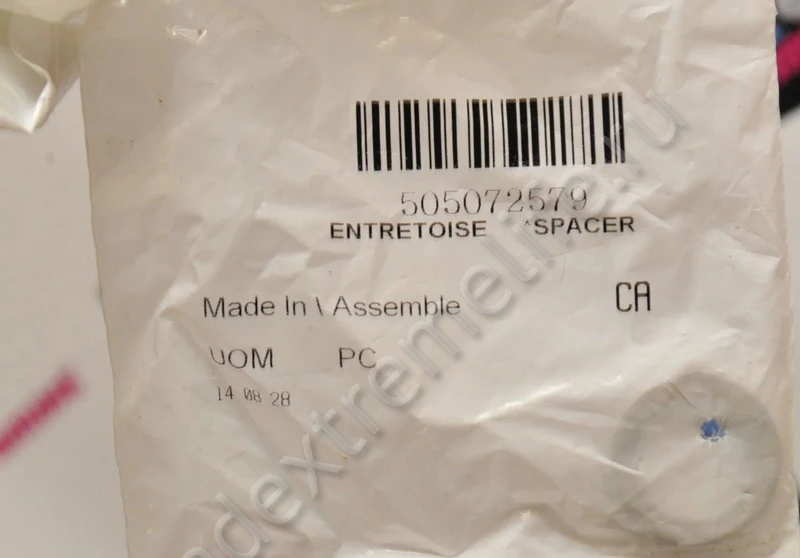 505072579
ENTRETOISE *SPACER
Made In \ Assemble CA
UOM PC
14 08 28